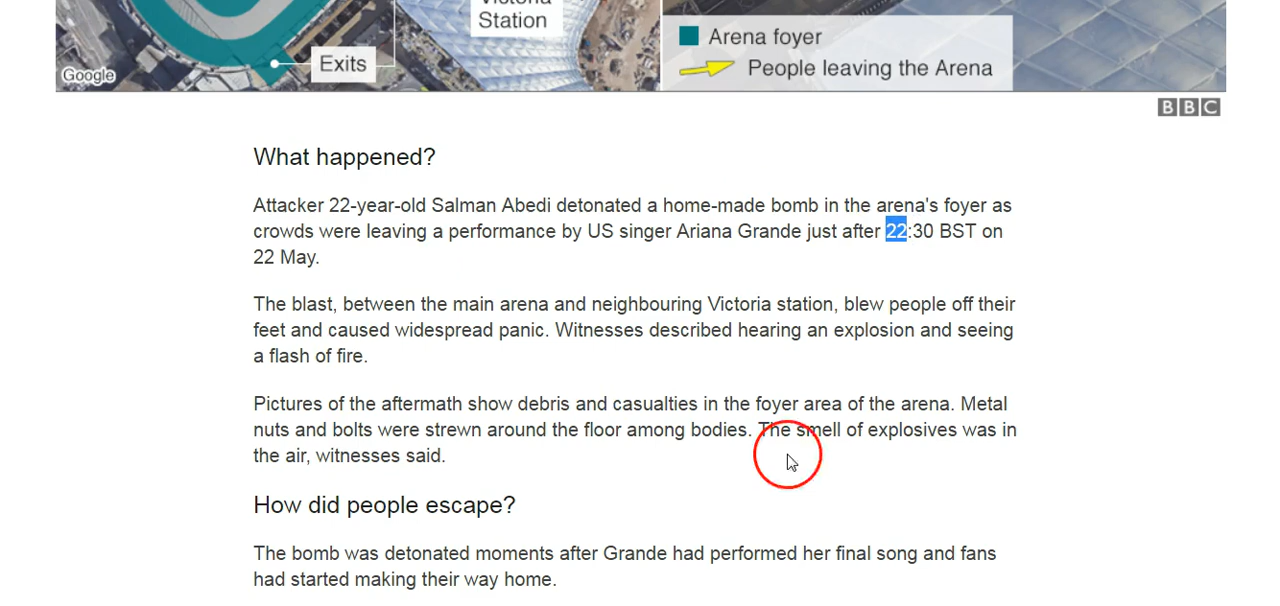 Victoria
Station
Arena foyer
Exits
Google
People leaving the Arena
BBC
What happened?
Attacker 22-year-old Salman Abedi detonated a home-made bomb in the arena's foyer as
crowds were leaving a performance by US singer Ariana Grande just after 22:30 BST on
22 May.
The blast, between the main arena and neighbouring Victoria station, blew people off their
feet and caused widespread panic. Witnesses described hearing an explosion and seeing
a flash of fire.
Pictures of the aftermath show debris and casualties in the foyer area of the arena. Metal
nuts and bolts were strewn around the floor among bodies. The smell of explosives was in
the air, witnesses said.
How did people escape?
The bomb was detonated moments after Grande had performed her final song and fans
had started making their way home.